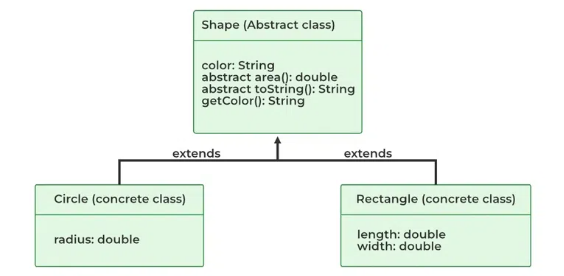 Shape (Abstract class)
color: String
abstract area(): double
abstract toString(): String
getColor(): String
extends
extends
Circle (concrete class)
radius: double
Rectangle (concrete class)
length: double
width: double